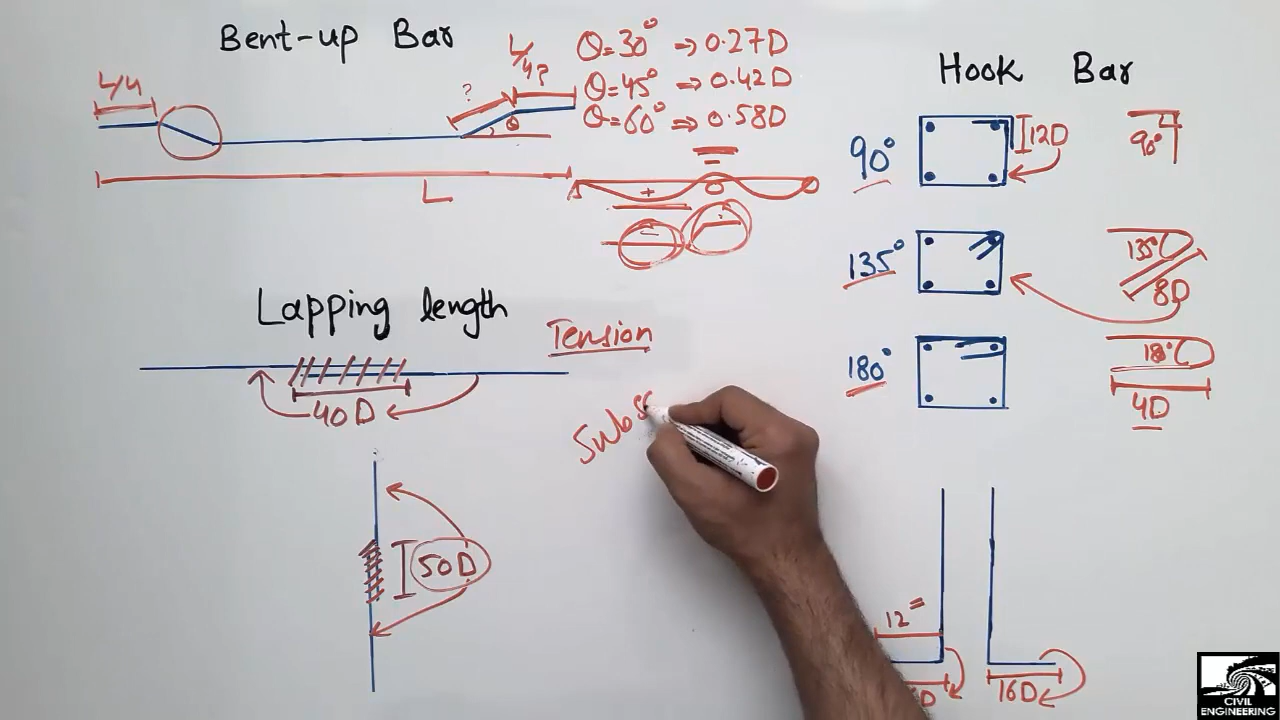 Bent-up Bar
L/4
?
L/4?
θ
θ=30° ⇒ 0.27D
θ=45° ⇒ 0.42D
θ=60° ⇒ 0.58D
L
+
Hook Bar
90°
12D
90°
135°
135°
8D
180°
18°
4D
Lapping length
Tension
40D
50D
12"
D
16D
CIVIL
ENGINEERING